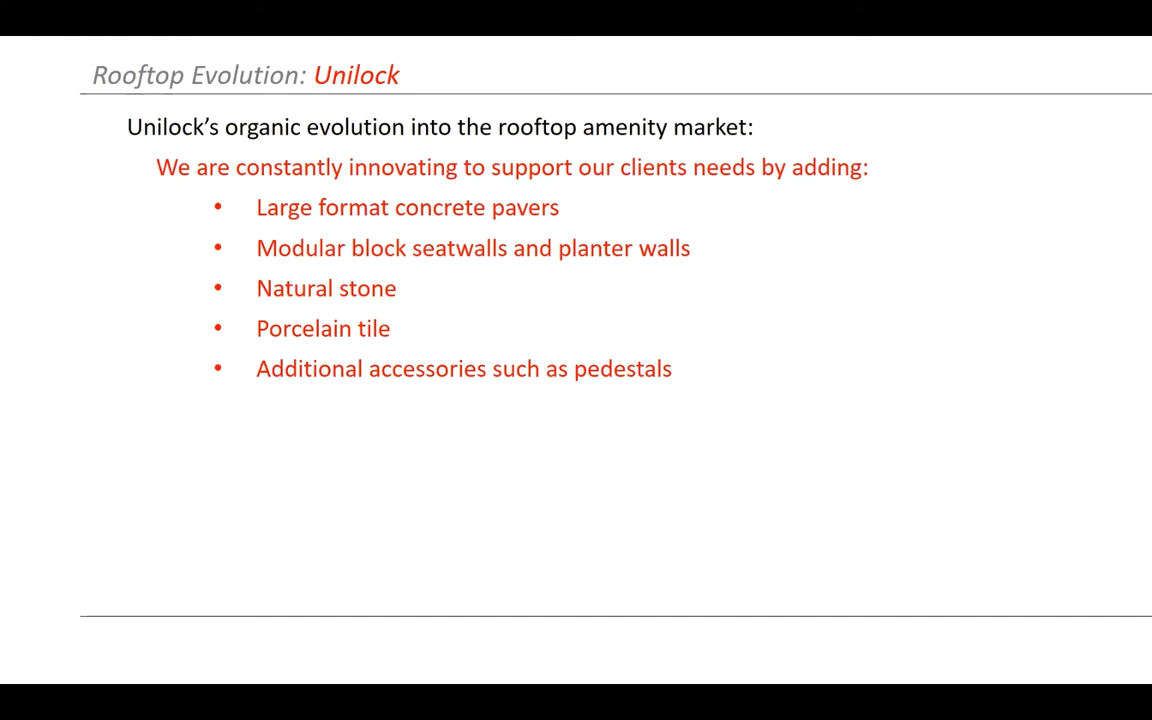 Rooftop Evolution: Unilock
Unilock’s organic evolution into the rooftop amenity market:
We are constantly innovating to support our clients needs by adding:
• Large format concrete pavers
• Modular block seatwalls and planter walls
• Natural stone
• Porcelain tile
• Additional accessories such as pedestals